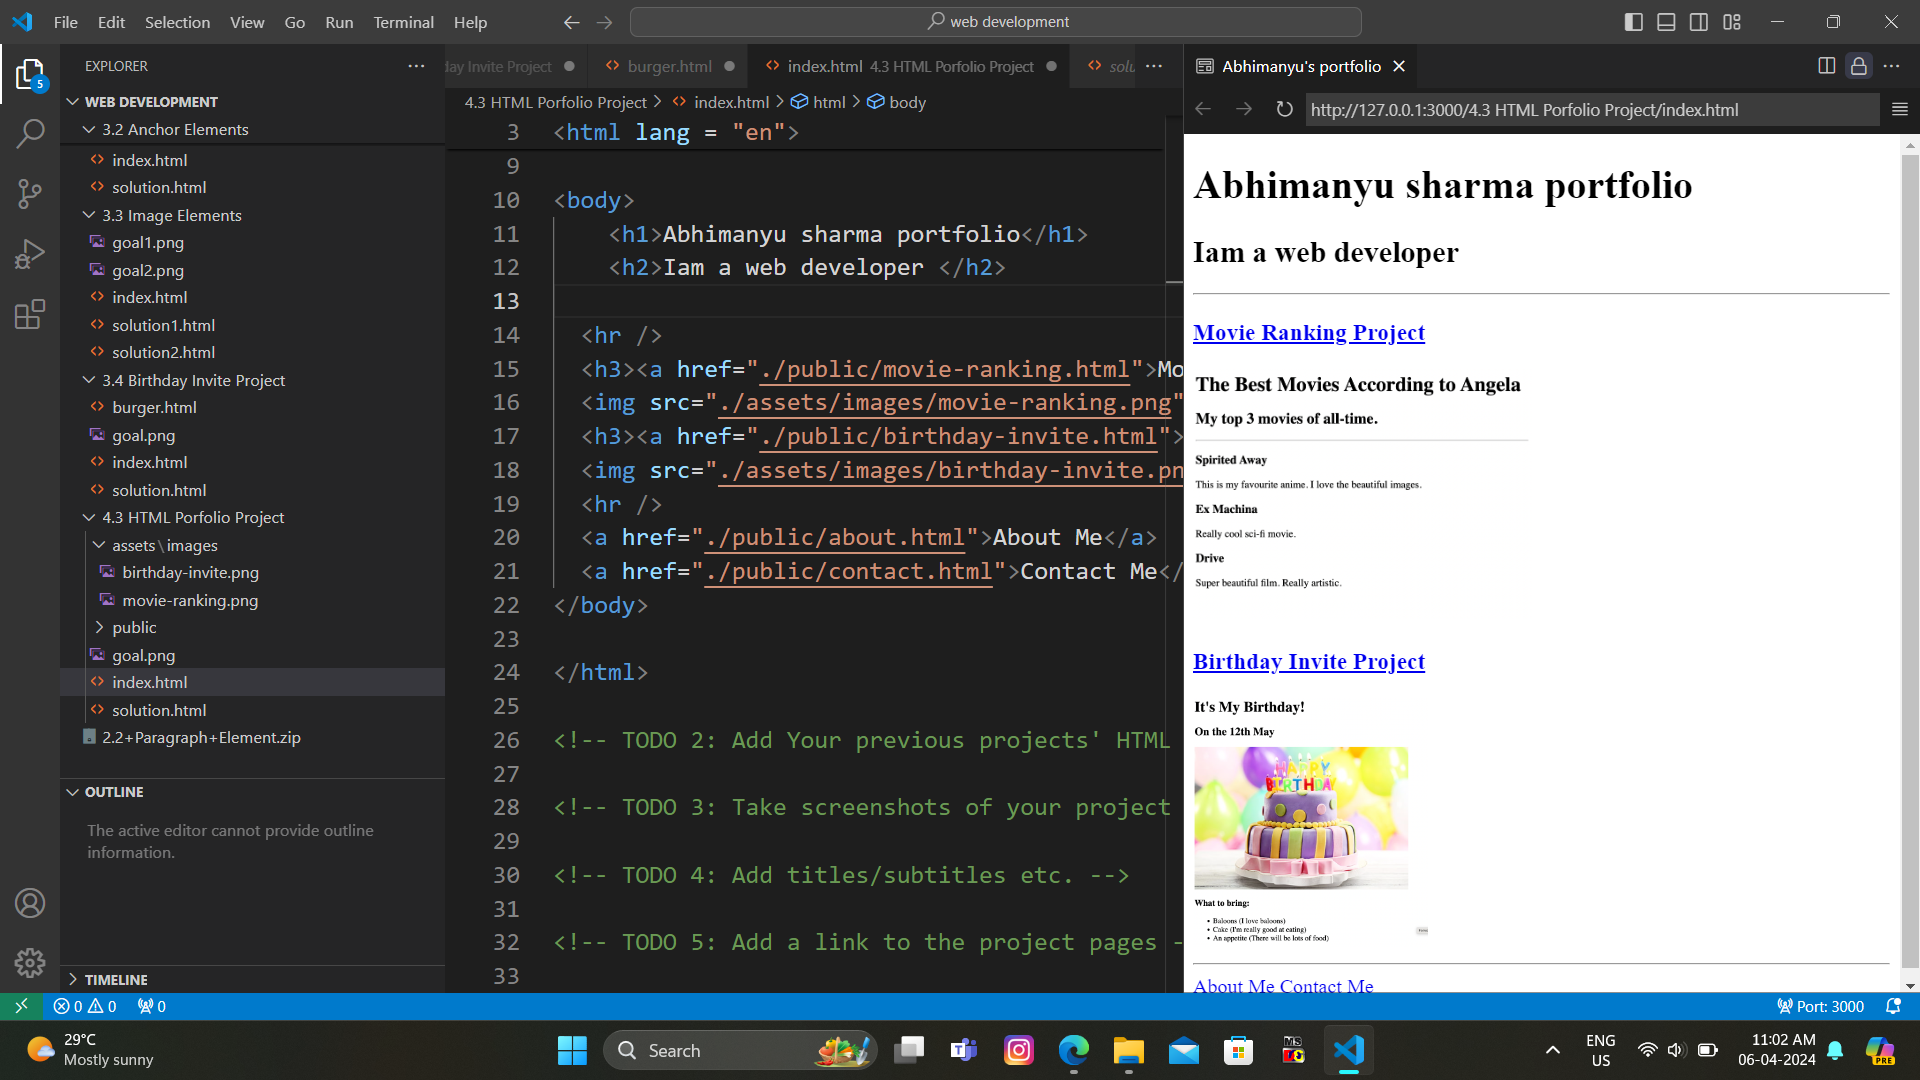 File Edit Selection View Go Run Terminal Help
web development
EXPLORER
WEB DEVELOPMENT
3.2 Anchor Elements
index.html
solution.html
3.3 Image Elements
goal1.png
goal2.png
index.html
solution1.html
solution2.html
3.4 Birthday Invite Project
burger.html
goal.png
index.html
solution.html
4.3 HTML Porfolio Project
assets\images
birthday-invite.png
movie-ranking.png
public
goal.png
index.html
solution.html
2.2+Paragraph+Element.zip
OUTLINE
The active editor cannot provide outline
information.
TIMELINE
day Invite Project burger.html index.html 4.3 HTML Porfolio Project solu
4.3 HTML Porfolio Project > index.html > html > body
3 <html lang = "en">
9
10 <body>
11 <h1>Abhimanyu sharma portfolio</h1>
12 <h2>Iam a web developer </h2>
13
14 <hr />
15 <h3><a href="./public/movie-ranking.html">Mo
16 <img src="./assets/images/movie-ranking.png"
17 <h3><a href="./public/birthday-invite.html">
18 <img src="./assets/images/birthday-invite.pn
19 <hr />
20 <a href="./public/about.html">About Me</a>
21 <a href="./public/contact.html">Contact Me</
22 </body>
23
24 </html>
25
26 <!-- TODO 2: Add Your previous projects' HTML
27
28 <!-- TODO 3: Take screenshots of your project
29
30 <!-- TODO 4: Add titles/subtitles etc. -->
31
32 <!-- TODO 5: Add a link to the project pages -
33
Abhimanyu's portfolio
http://127.0.0.1:3000/4.3 HTML Porfolio Project/index.html
Abhimanyu sharma portfolio
Iam a web developer
Movie Ranking Project
The Best Movies According to Angela
My top 3 movies of all-time.
Spirited Away
This is my favourite anime. I love the beautiful images.
Ex Machina
Really cool sci-fi movie.
Drive
Super beautiful film. Really artistic.
Birthday Invite Project
It's My Birthday!
On the 12th May
HAPPY
BIRTHDAY
What to bring:
• Baloons (I love baloons)
• Cake (I'm really good at eating)
• An appetite (There will be lots of food)
About Me Contact Me
5
0 0 0
Port: 3000
29°C
Mostly sunny
Search
MS
PRE
ENG
US
11:02 AM
06-04-2024